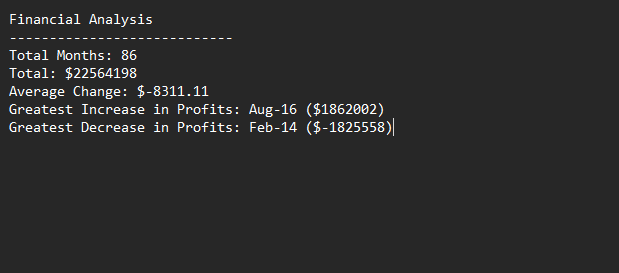 Financial Analysis
----------------------------
Total Months: 86
Total: $22564198
Average Change: $-8311.11
Greatest Increase in Profits: Aug-16 ($1862002)
Greatest Decrease in Profits: Feb-14 ($-1825558)